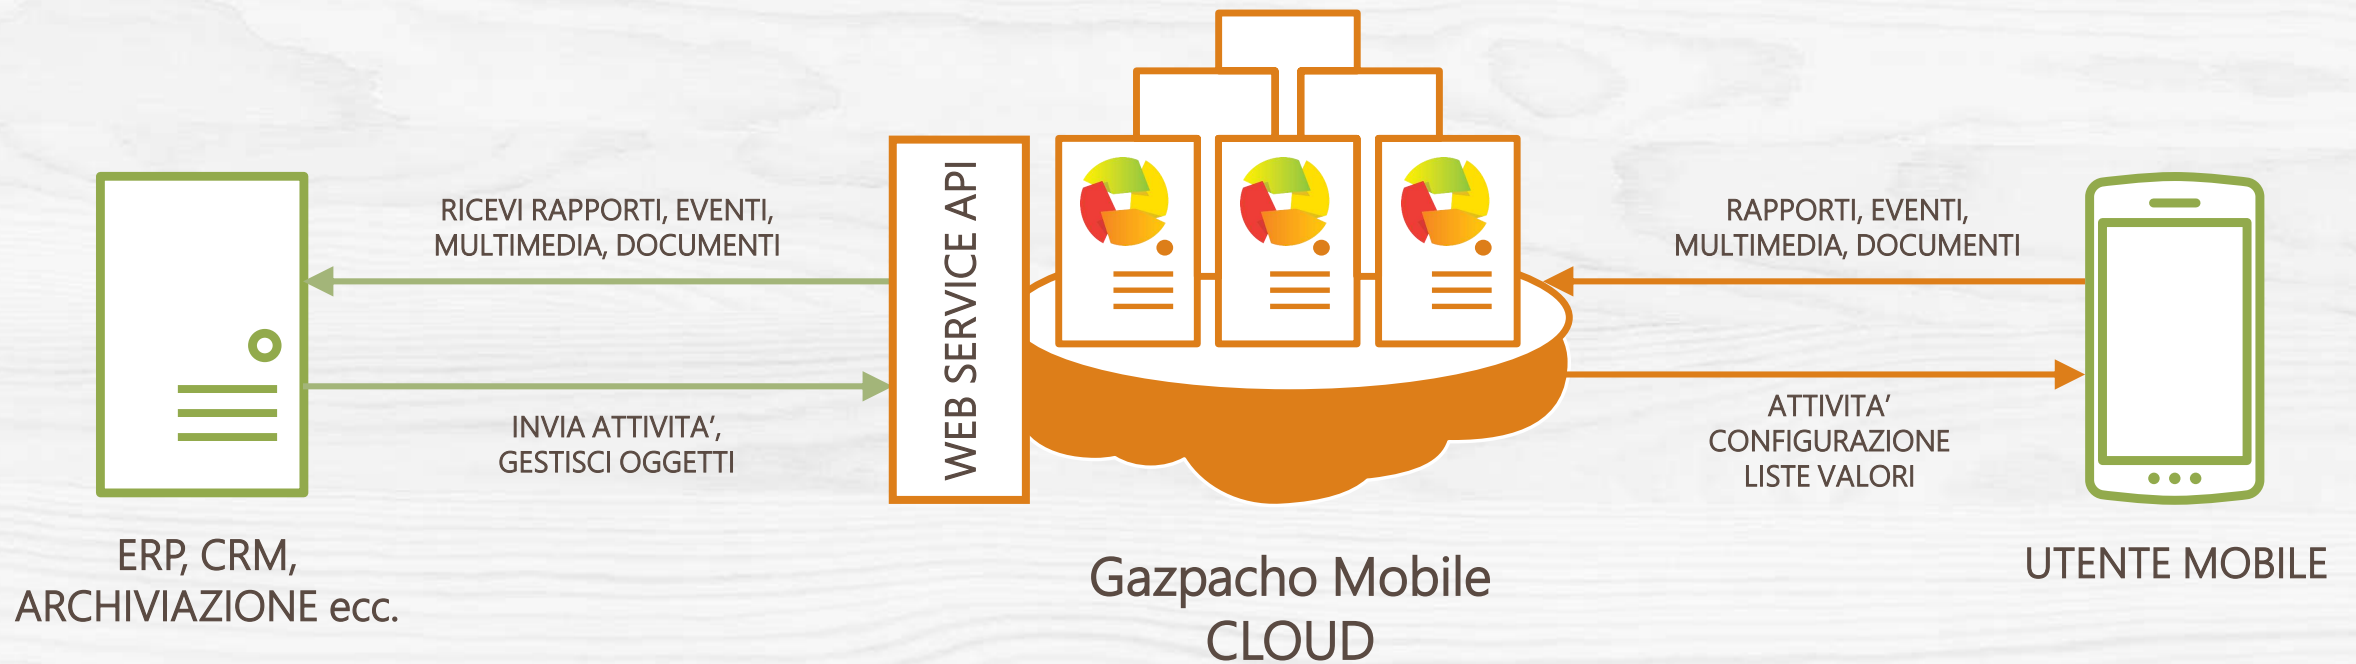 RICEVI RAPPORTI, EVENTI,
MULTIMEDIA, DOCUMENTI
INVIA ATTIVITA’,
GESTISCI OGGETTI
ERP, CRM,
ARCHIVIAZIONE ecc.
WEB SERVICE API
Gazpacho Mobile
CLOUD
RAPPORTI, EVENTI,
MULTIMEDIA, DOCUMENTI
ATTIVITA’
CONFIGURAZIONE
LISTE VALORI
UTENTE MOBILE